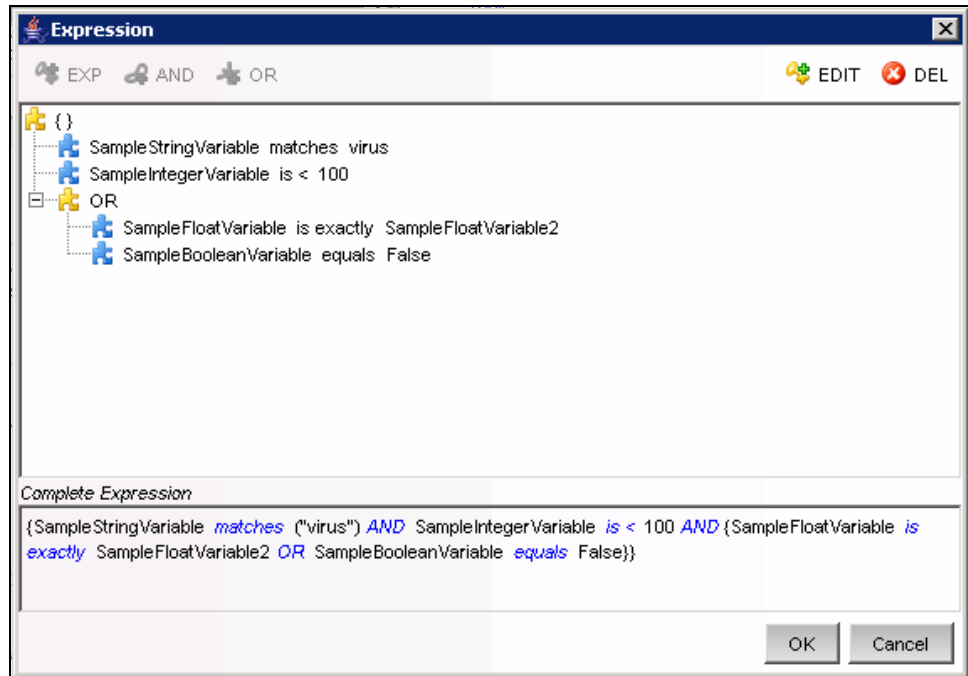 Expression
EXP AND OR EDIT DEL
{}
SampleStringVariable matches virus
SampleIntegerVariable is < 100
OR
SampleFloatVariable is exactly SampleFloatVariable2
SampleBooleanVariable equals False
Complete Expression
{SampleStringVariable matches ("virus") AND SampleIntegerVariable is < 100 AND {SampleFloatVariable is
exactly SampleFloatVariable2 OR SampleBooleanVariable equals False}}
OK Cancel